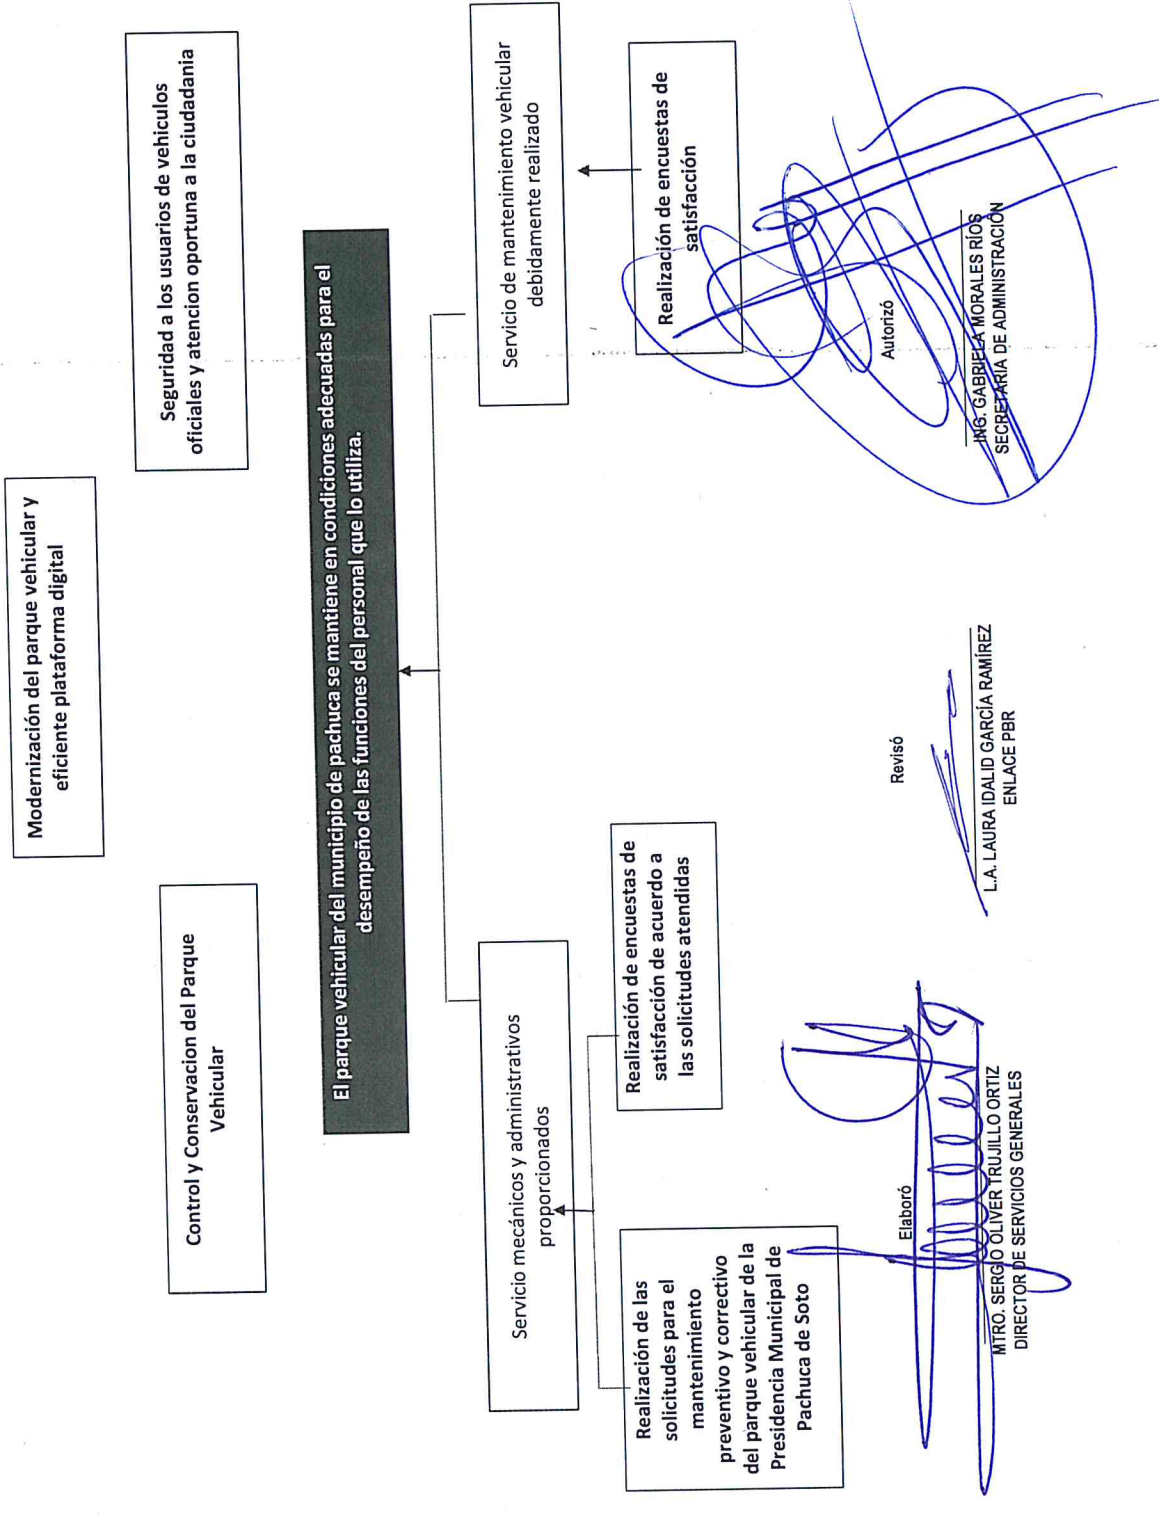 Modernización del parque vehicular y
eficiente plataforma digital
Control y Conservacion del Parque
Vehicular
Seguridad a los usuarios de vehiculos
oficiales y atencion oportuna a la ciudadania
El parque vehicular del municipio de pachuca se mantiene en condiciones adecuadas para el
desempeño de las funciones del personal que lo utiliza.
Servicio mecánicos y administrativos
proporcionados
Servicio de mantenimiento vehicular
debidamente realizado
Realización de las
solicitudes para el
mantenimiento
preventivo y correctivo
del parque vehicular de la
Presidencia Municipal de
Pachuca de Soto
Realización de encuestas de
satisfacción de acuerdo a
las solicitudes atendidas
Realización de encuestas de
satisfacción
Elaboró
MTRO. SERGIO OLIVER TRUJILLO ORTIZ
DIRECTOR DE SERVICIOS GENERALES
Revisó
L.A. LAURA IDALID GARCÍA RAMÍREZ
ENLACE PBR
Autorizó
ING. GABRIELA MORALES RÍOS
SECRETARIA DE ADMINISTRACIÓN